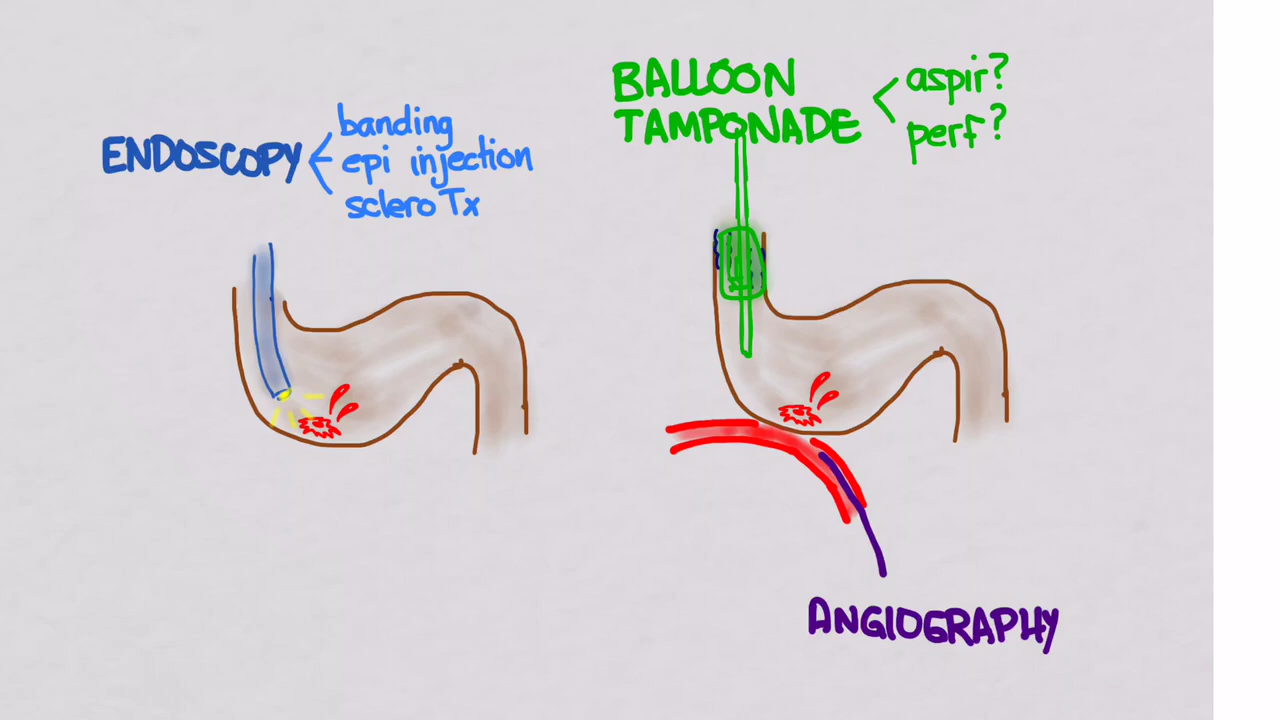 ENDOSCOPY
banding
epi injection
sclero Tx
BALLOON
TAMPONADE
aspir?
perf?
ANGIOGRAPHY